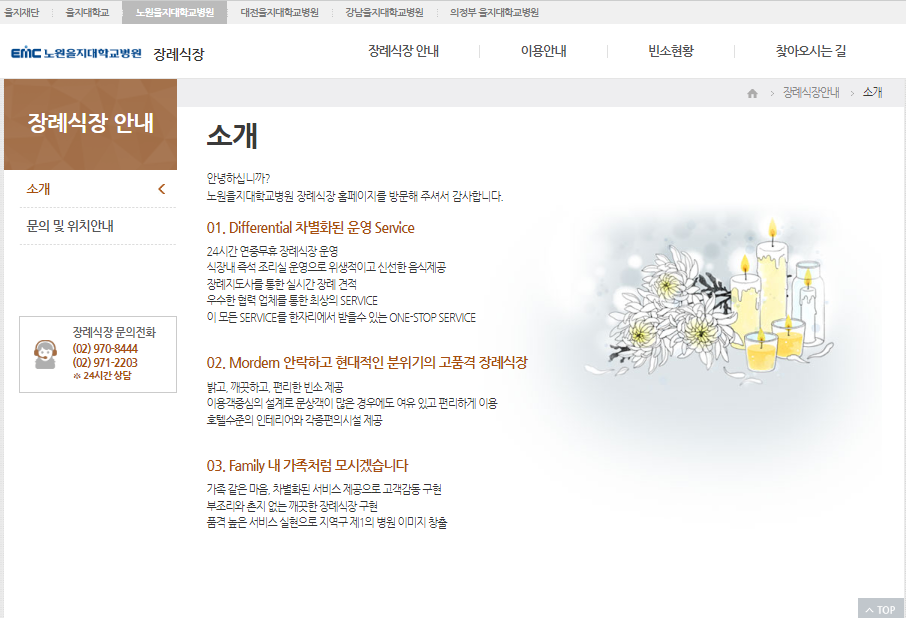 을지재단 을지대학교 노원을지대학교병원 대전을지대학교병원 강남을지대학교병원 의정부 을지대학교병원
EMC 노원을지대학교병원 장례식장 장례식장 안내 이용안내 빈소현황 찾아오시는 길
장례식장안내 소개
장례식장 안내
소개
문의 및 위치안내
장례식장 문의전화
(02) 970-8444
(02) 971-2203
※ 24시간 상담
소개
안녕하십니까?
노원을지대학교병원 장례식장 홈페이지를 방문해 주셔서 감사합니다.
01. Differential 차별화된 운영 Service
24시간 연중무휴 장례식장 운영
식장내 즉석 조리실 운영으로 위생적이고 신선한 음식제공
장례지도사를 통한 실시간 장례 견적
우수한 협력 업체를 통한 최상의 SERVICE
이 모든 SERVICE를 한자리에서 받을수 있는 ONE-STOP SERVICE
02. Mordem 안락하고 현대적인 분위기의 고품격 장례식장
밝고, 깨끗하고, 편리한 빈소 제공
이용객중심의 설계로 문상객이 많은 경우에도 여유 있고 편리하게 이용
호텔수준의 인테리어와 각종편의시설 제공
03. Family 내 가족처럼 모시겠습니다
가족 같은 마음, 차별화된 서비스 제공으로 고객감동 구현
부조리와 촌지 없는 깨끗한 장례식장 구현
품격 높은 서비스 실현으로 지역구 제1의 병원 이미지 창출
TOP